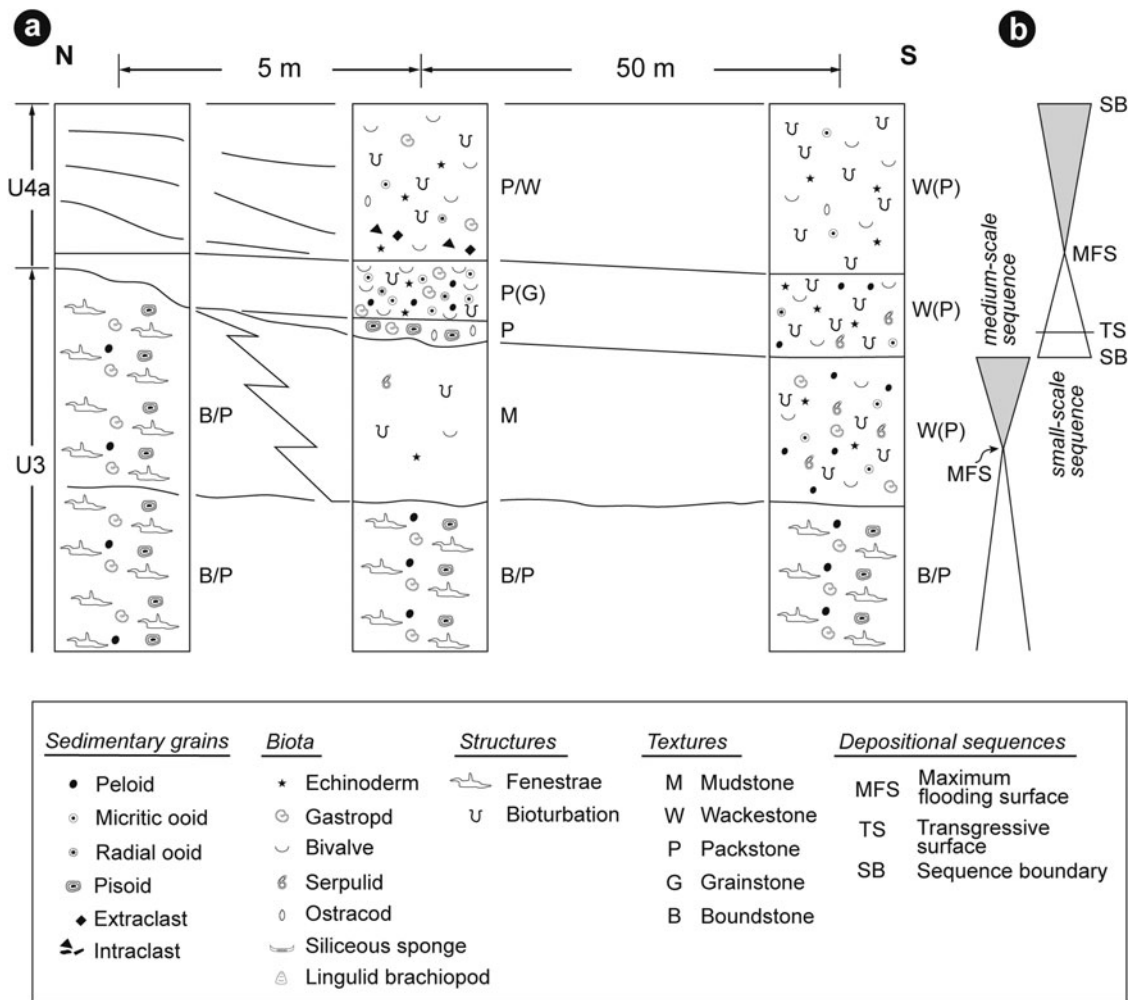 a
b
N
5 m
50 m
S
SB
U4a
P/W
W(P)
MFS
medium-scale
sequence
P(G)
W(P)
P
TS
SB
small-scale
sequence
U3
B/P
M
W(P)
MFS
B/P
B/P
B/P
Sedimentary grains
Peloid
Micritic ooid
Radial ooid
Pisoid
Extraclast
Intraclast
Biota
Echinoderm
Gastropd
Bivalve
Serpulid
Ostracod
Siliceous sponge
Lingulid brachiopod
Structures
Fenestrae
Bioturbation
Textures
M Mudstone
W Wackestone
P Packstone
G Grainstone
B Boundstone
Depositional sequences
MFS Maximum
flooding surface
TS Transgressive
surface
SB Sequence boundary